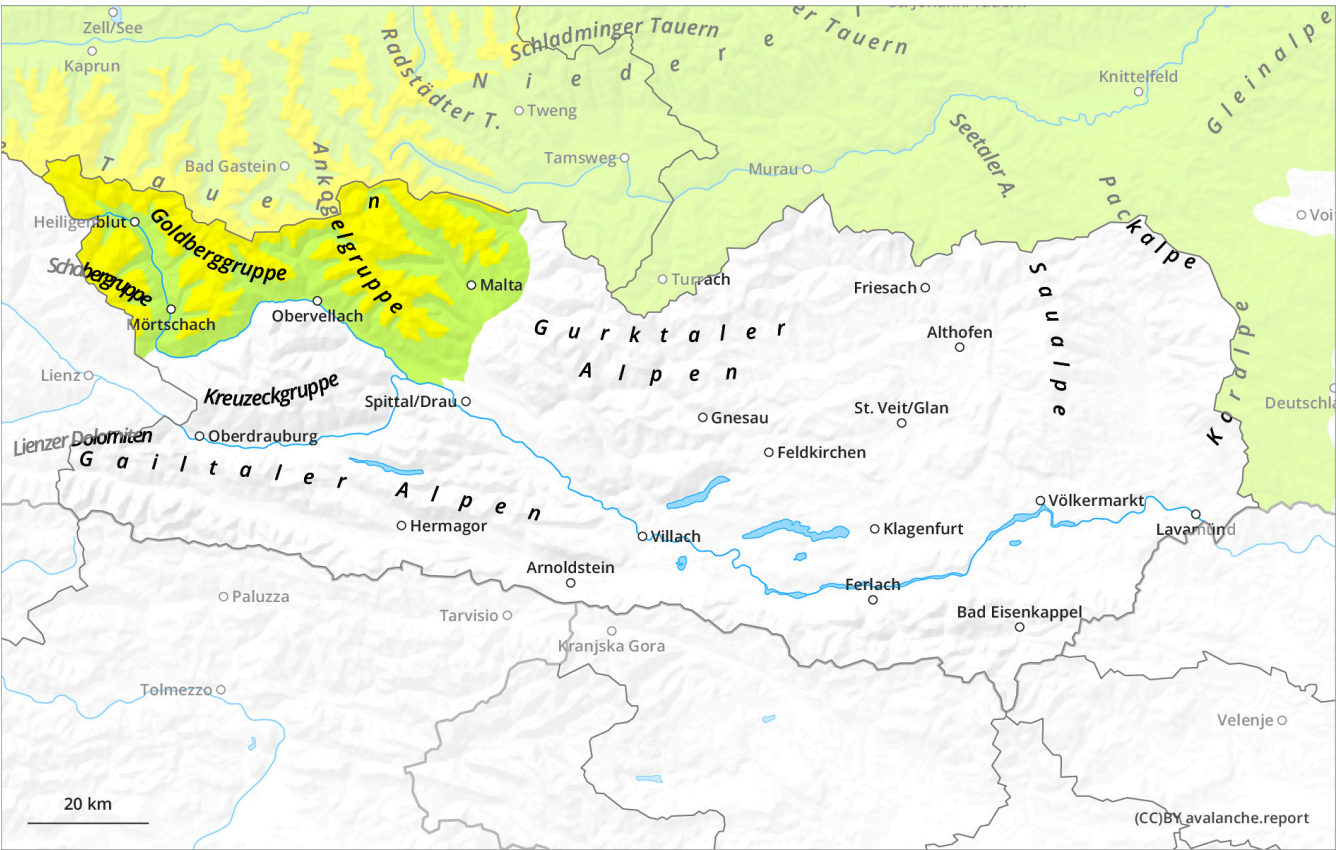 Zell/See
Kaprun
Radstädter T.
Schladminger Tauern
Niedere
er Tauern
Gleinalpe
Knittelfeld
Tweng
Seetaler A.
Tamsweg
Murau
Bad Gastein
Tauern
Ankogelgruppe
Packalpe
Heiligenblut
Goldberggruppe
Schobergruppe
Malta
Turrach
Friesach
Saualpe
Mörtschach
Obervellach
Gurktaler
Alpen
Althofen
Koralpe
Lienz
Kreuzeckgruppe
Spittal/Drau
Gnesau
St. Veit/Glan
Deutschla
Lienzer Dolomiten
Oberdrauburg
Feldkirchen
Gailtaler Alpen
Hermagor
Villach
Klagenfurt
Völkermarkt
Lavamünd
Arnoldstein
Ferlach
Bad Eisenkappel
Paluzza
Tarvisio
Kranjska Gora
Tolmezzo
Velenje
20 km
(CC)BY avalanche.report
Voi